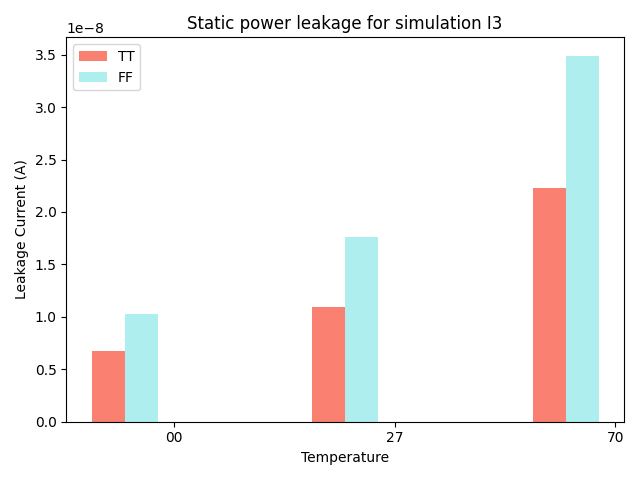 Static power leakage for simulation I3
1e−8
TT
FF
3.5
3.0
2.5
2.0
1.5
1.0
0.5
0.0
Leakage Current (A)
00 27 70
Temperature